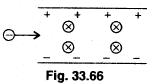 + + + +
− − − −
Fig. 33.66